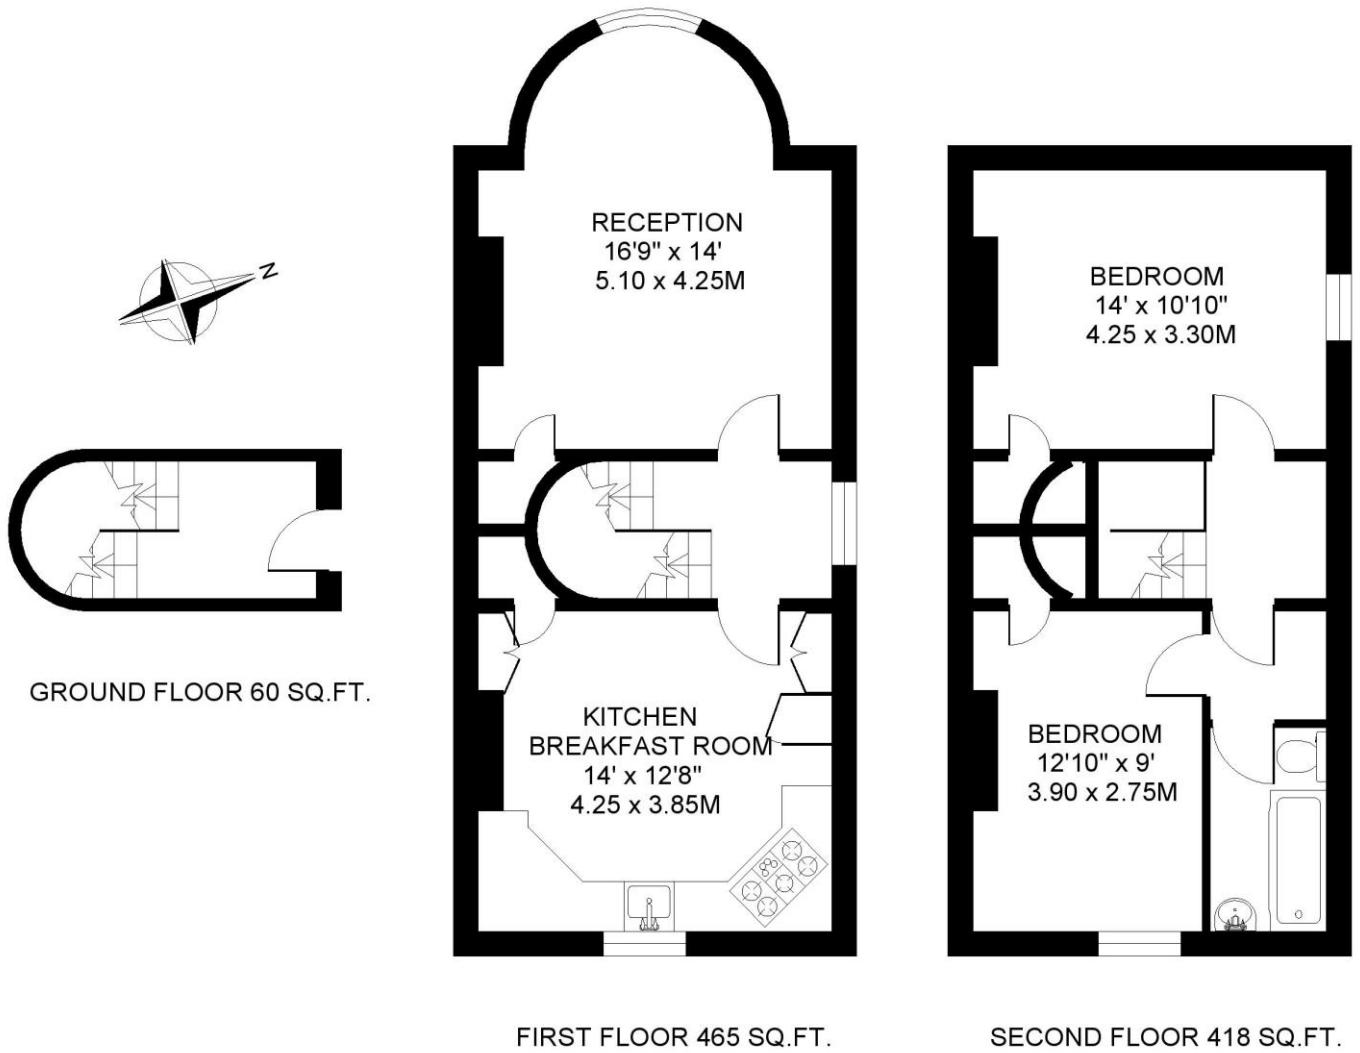 N
GROUND FLOOR 60 SQ.FT.
RECEPTION
16'9" x 14'
5.10 x 4.25M
KITCHEN
BREAKFAST ROOM
14' x 12'8"
4.25 x 3.85M
FIRST FLOOR 465 SQ.FT.
BEDROOM
14' x 10'10"
4.25 x 3.30M
BEDROOM
12'10" x 9'
3.90 x 2.75M
SECOND FLOOR 418 SQ.FT.